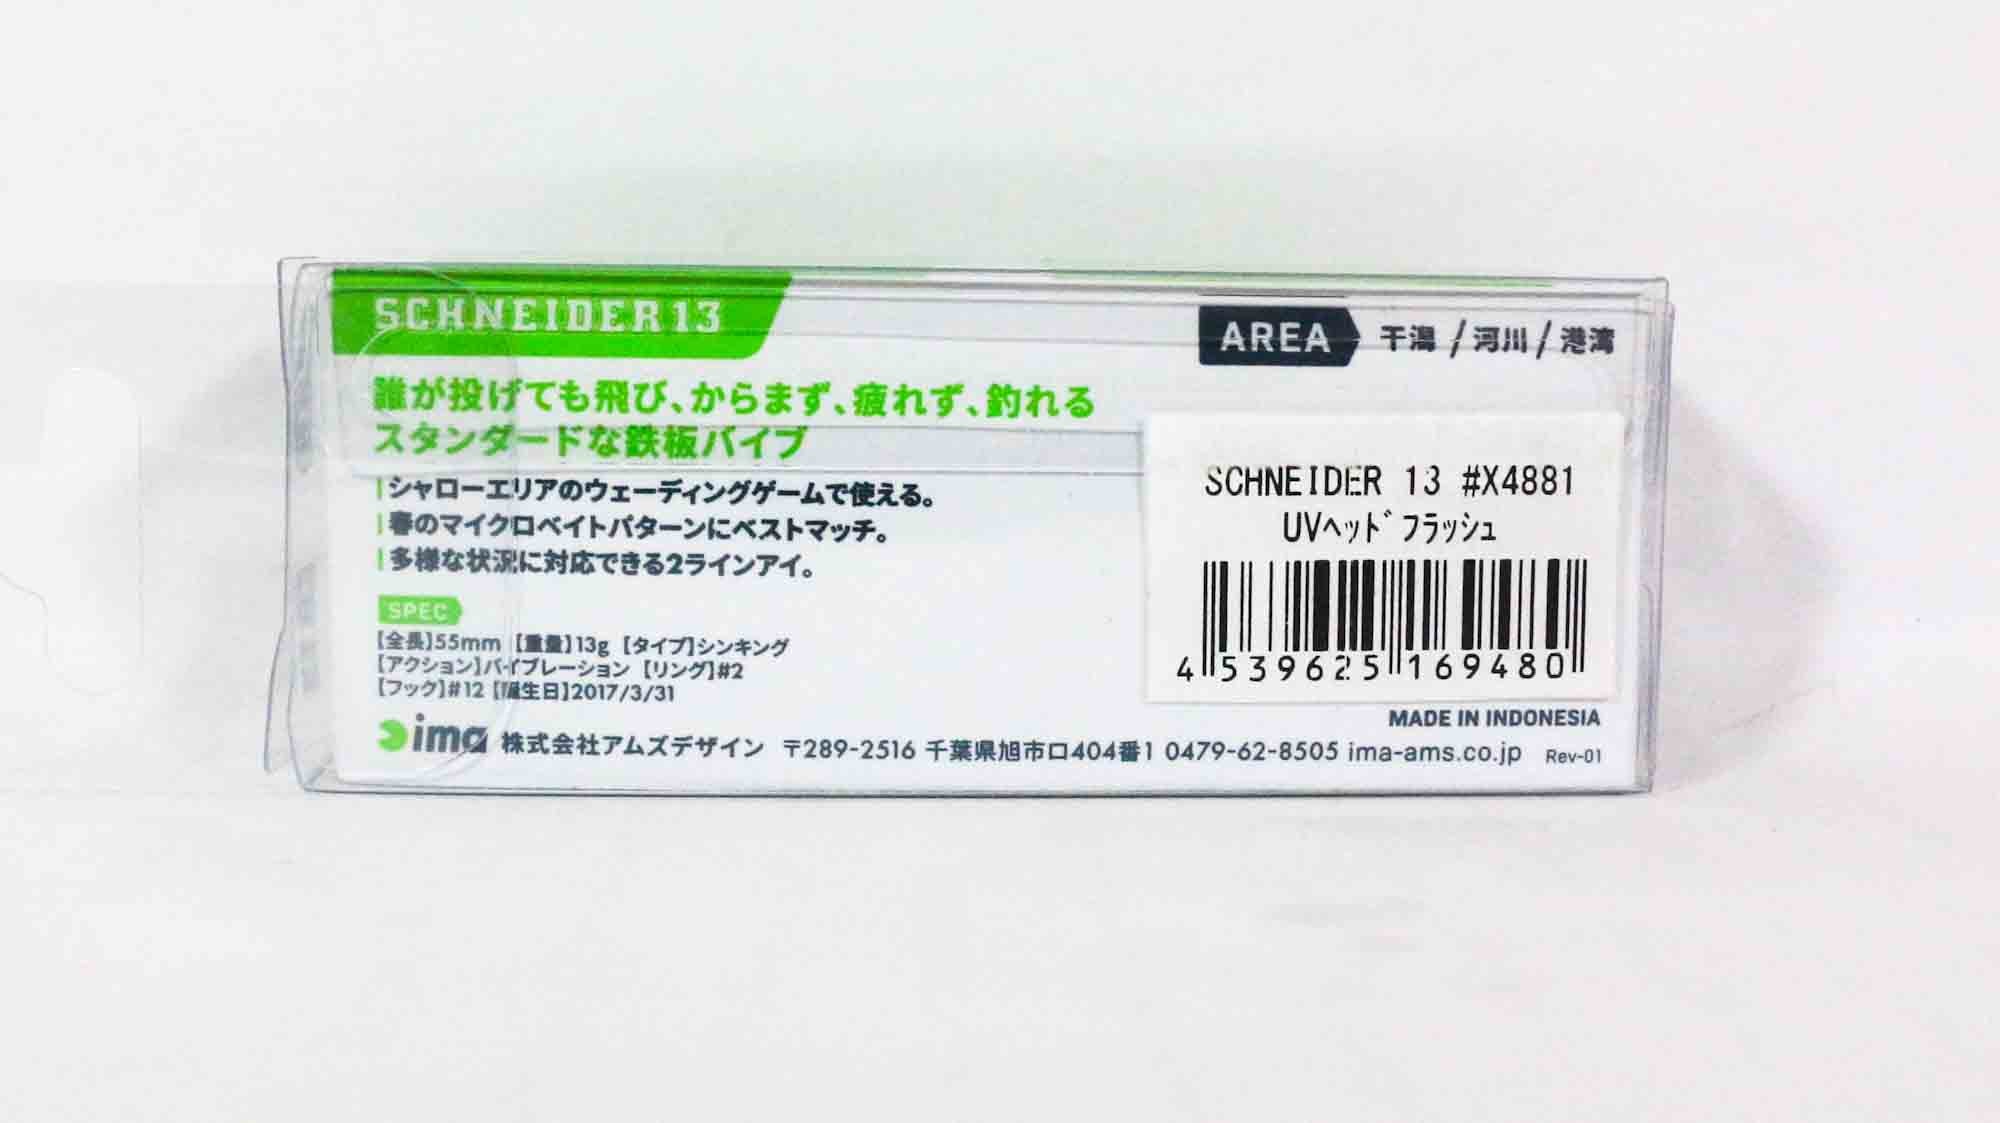 SCHNEIDER13
AREA 干潟/河川/港湾
誰が投げても飛び、からまず、疲れず、釣れる
スタンダードな鉄板バイブ
シャローエリアのウェーディングゲームで使える。
春のマイクロベイトパターンにベストマッチ。
多様な状況に対応できる2ラインアイ。
SPEC
【全長】55mm 【重量】13g 【タイプ】シンキング
【アクション】バイブレーション 【リング】#2
【フック】#12 【誕生日】2017/3/31
SCHNEIDER 13 #X4881
UVヘッドフラッシュ
4539625169480
MADE IN INDONESIA
ima 株式会社アムズデザイン 〒289-2516 千葉県旭市ロ404番1 0479-62-8505 ima-ams.co.jp Rev-01